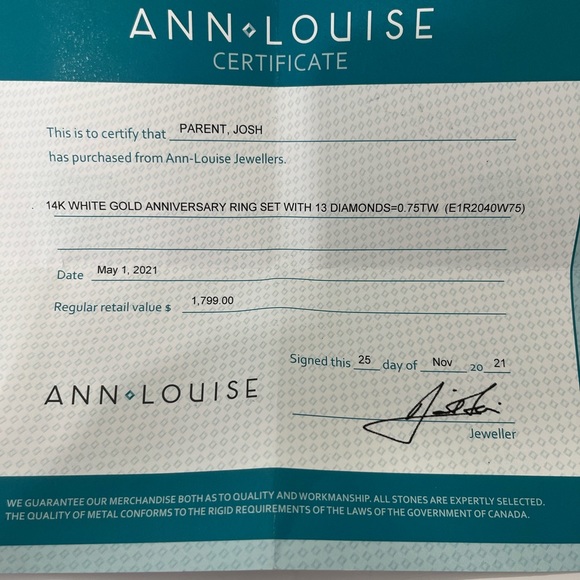 ANN LOUISE
CERTIFICATE
This is to certify that PARENT, JOSH
has purchased from Ann-Louise Jewellers.
14K WHITE GOLD ANNIVERSARY RING SET WITH 13 DIAMONDS=0.75TW (E1R2040W75)
Date May 1, 2021
Regular retail value $ 1,799.00
Signed this 25 day of Nov 20 21
ANN LOUISE
Jeweller
WE GUARANTEE OUR MERCHANDISE BOTH AS TO QUALITY AND WORKMANSHIP. ALL STONES ARE EXPERTLY SELECTED.
THE QUALITY OF METAL CONFORMS TO THE RIGID REQUIREMENTS OF THE LAWS OF THE GOVERNMENT OF CANADA.